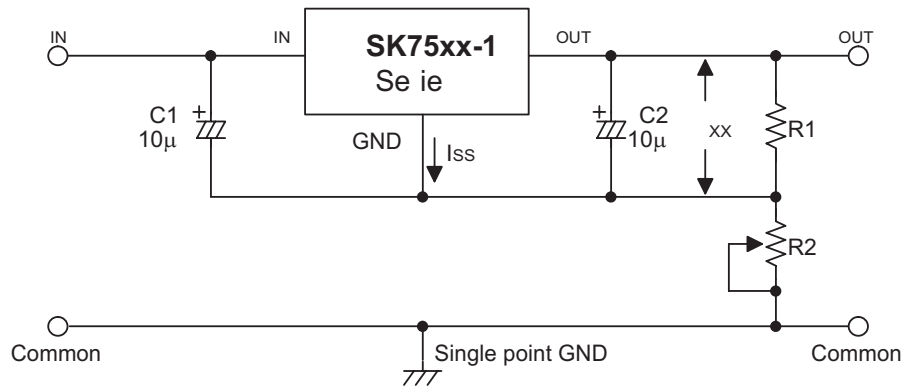 IN
IN
SK75xx-1
Se ie
OUT
OUT
C1
10μ
GND
ISS
C2
10μ
XX
R1
R2
Common
Single point GND
Common